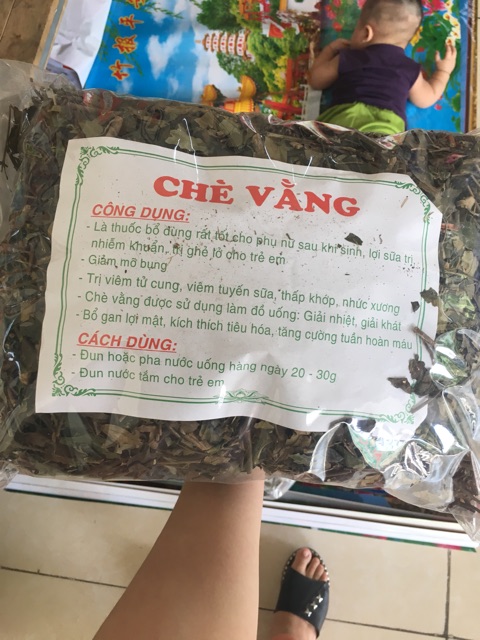 竹报平安
CHÈ VẰNG
CÔNG DỤNG:
- Là thuốc bổ dùng rất tốt cho phụ nữ sau khi sinh, lợi sữa trị
nhiễm khuẩn, trị ghẻ lở cho trẻ em
- Giảm mỡ bụng
- Trị viêm tử cung, viêm tuyến sữa, thấp khớp, nhức xương
- Chè vằng được sử dụng làm đồ uống: Giải nhiệt, giải khát
- Bổ gan lợi mật, kích thích tiêu hóa, tăng cường tuần hoàn máu
CÁCH DÙNG:
- Đun hoặc pha nước uống hàng ngày 20 - 30g
- Đun nước tắm cho trẻ em